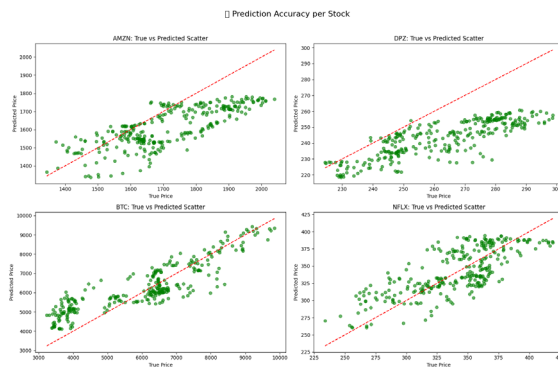 ▯ Prediction Accuracy per Stock
AMZN: True vs Predicted Scatter
Predicted Price
2000
1900
1800
1700
1600
1500
1400
1400 1500 1600 1700 1800 1900 2000
True Price
DPZ: True vs Predicted Scatter
Predicted Price
300
290
280
270
260
250
240
230
220
230 240 250 260 270 280 290
True Price
BTC: True vs Predicted Scatter
Predicted Price
10000
9000
8000
7000
6000
5000
4000
3000
3000 4000 5000 6000 7000 8000 9000 10000
True Price
NFLX: True vs Predicted Scatter
Predicted Price
425
400
375
350
325
300
275
250
225
225 250 275 300 325 350 375 400
True Price